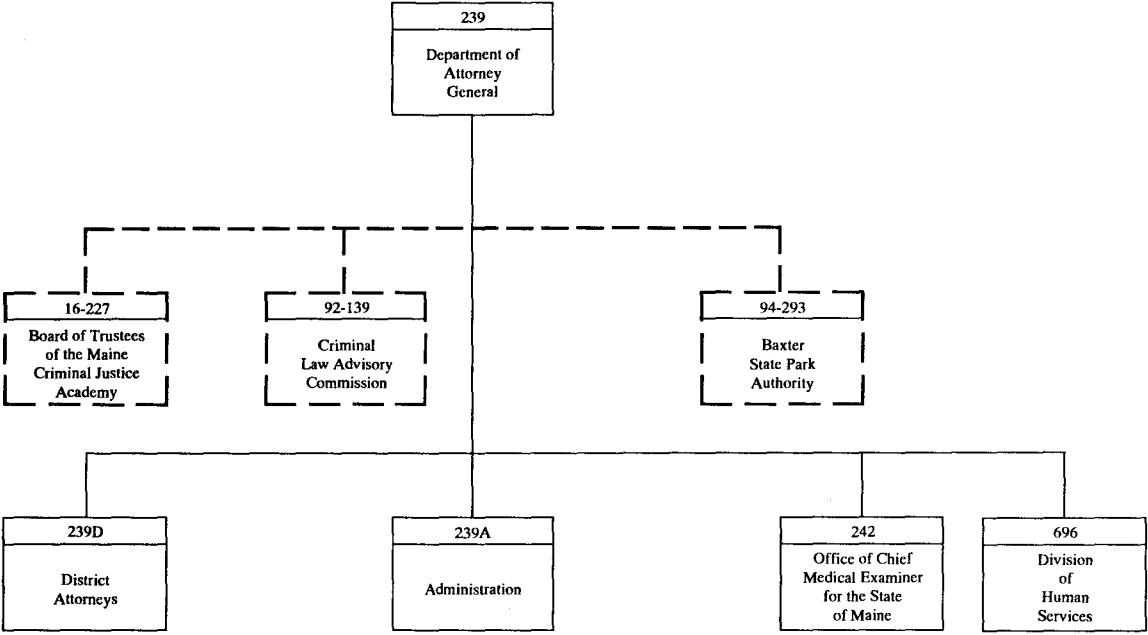 239
Department of
Attorney
General
16-227
Board of Trustees
of the Maine
Criminal Justice
Academy
92-139
Criminal
Law Advisory
Commission
94-293
Baxter
State Park
Authority
239D
District
Attorneys
239A
Administration
242
Office of Chief
Medical Examiner
for the State
of Maine
696
Division
of
Human
Services